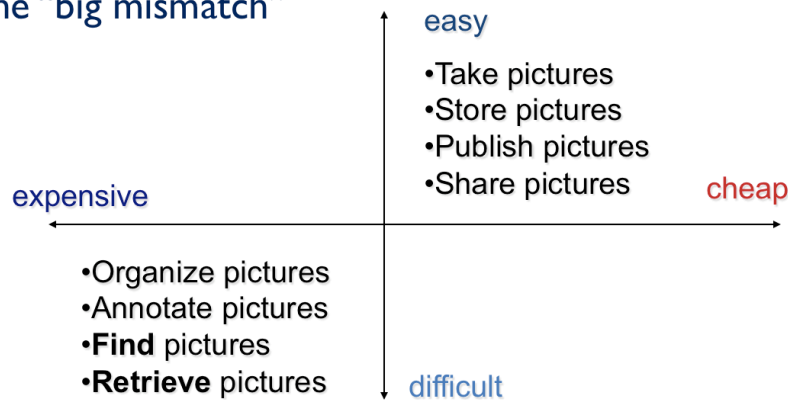 "big mismatch"
easy
•Take pictures
•Store pictures
•Publish pictures
•Share pictures
expensive
cheap
•Organize pictures
•Annotate pictures
•Find pictures
•Retrieve pictures
difficult